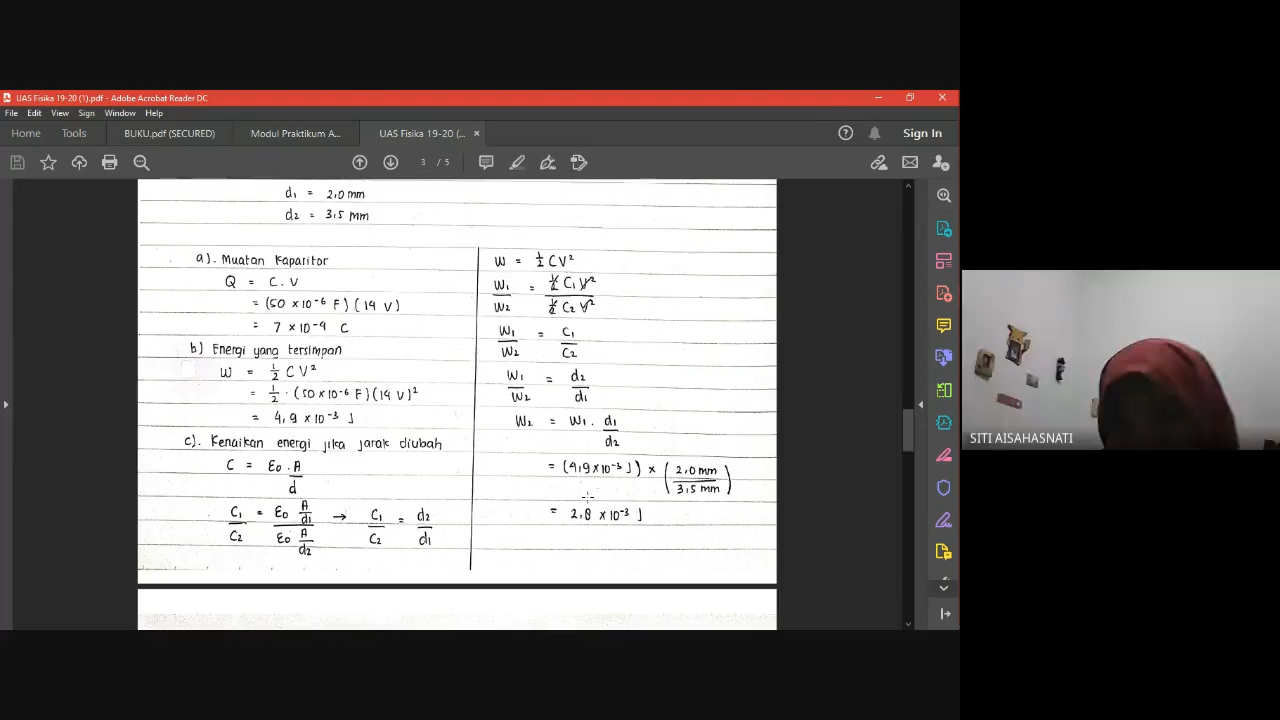 UAS Fisika 19-20 (1).pdf - Adobe Acrobat Reader DC
File Edit View Sign Window Help
Home Tools BUKU.pdf (SECURED) Modul Praktikum A... UAS Fisika 19-20 (... × Sign In
3 / 5
d1 = 2,0 mm
d2 = 3,5 mm
a). Muatan Kapasitor
Q = C . V
= (50 x 10⁻⁶ F) (14 V)
= 7 x 10⁻⁴ C
b) Energi yang tersimpan
W = 1/2 C V²
= 1/2 . (50 x 10⁻⁶ F) (14 V)²
= 4,9 x 10⁻³ J
c). Kenaikan energi jika jarak diubah
C = ε0 . A / d
C1 / C2 = ε0 A/d1 / ε0 A/d2 → C1 / C2 = d2 / d1
W = 1/2 CV²
W1 / W2 = 1/2 C1 V² / 1/2 C2 V²
W1 / W2 = C1 / C2
W1 / W2 = d2 / d1
W2 = W1 . d1 / d2
= (4,9 x 10⁻³ J) x (2,0 mm / 3,5 mm)
= 2,8 x 10⁻³ J
SITI AISAHASNATI